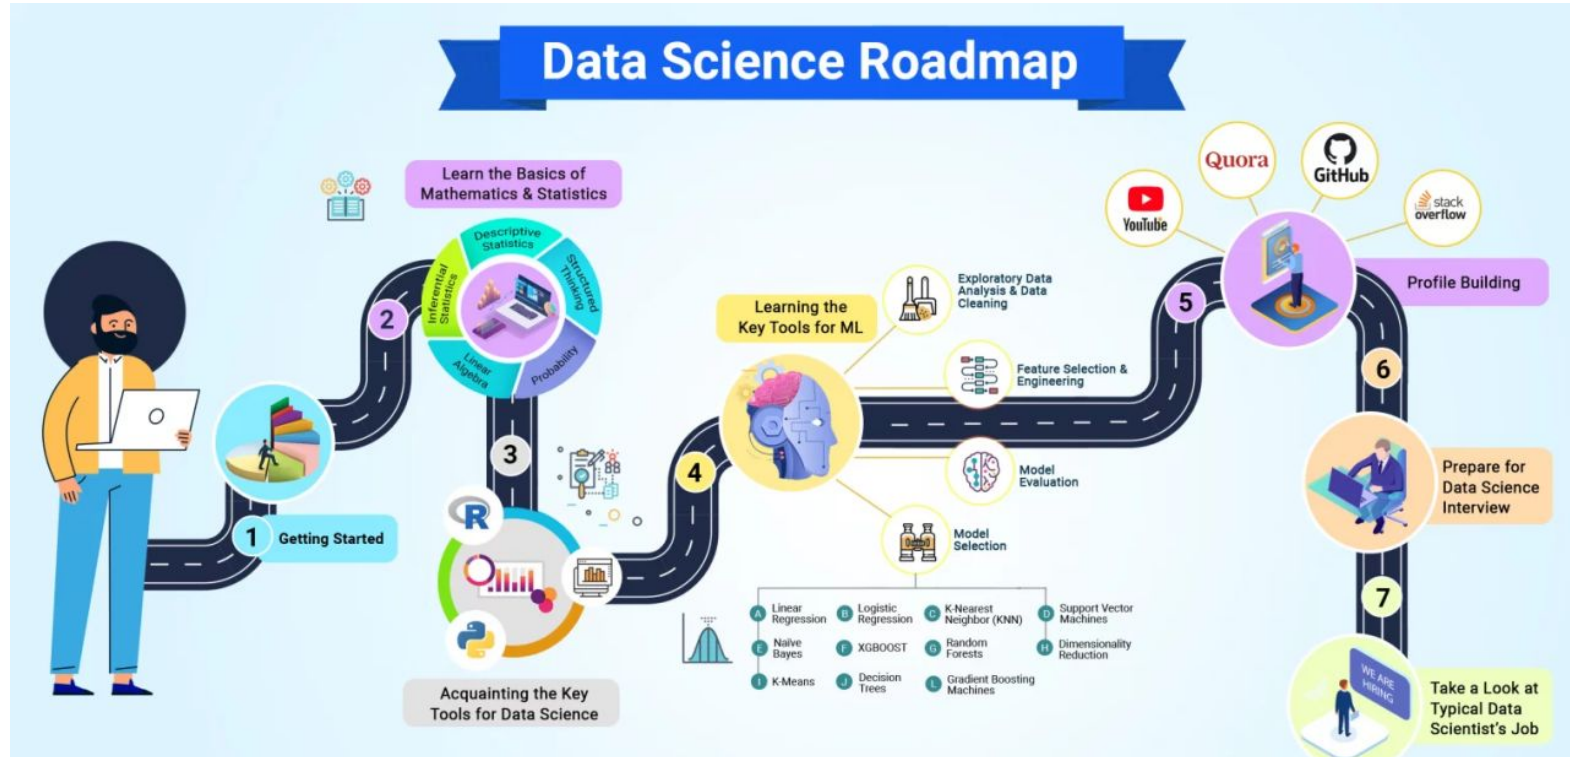 Data Science Roadmap
1
Getting Started
2
Learn the Basics of
Mathematics & Statistics
Descriptive
Statistics
Structured
Thinking
Probability
Linear
Algebra
Inferential
Statistics
3
R
Acquainting the Key
Tools for Data Science
4
Learning the
Key Tools for ML
Exploratory Data
Analysis & Data
Cleaning
Feature Selection &
Engineering
Model
Evaluation
Model
Selection
A Linear
Regression
B Logistic
Regression
C K-Nearest
Neighbor (KNN)
D Support Vector
Machines
E Naïve
Bayes
F XGBOOST
G Random
Forests
H Dimensionality
Reduction
I K-Means
J Decision
Trees
L Gradient Boosting
Machines
5
YouTube
Quora
GitHub
stack
overflow
Profile Building
6
Prepare for
Data Science
Interview
7
WE ARE
HIRING
Take a Look at
Typical Data
Scientist's Job